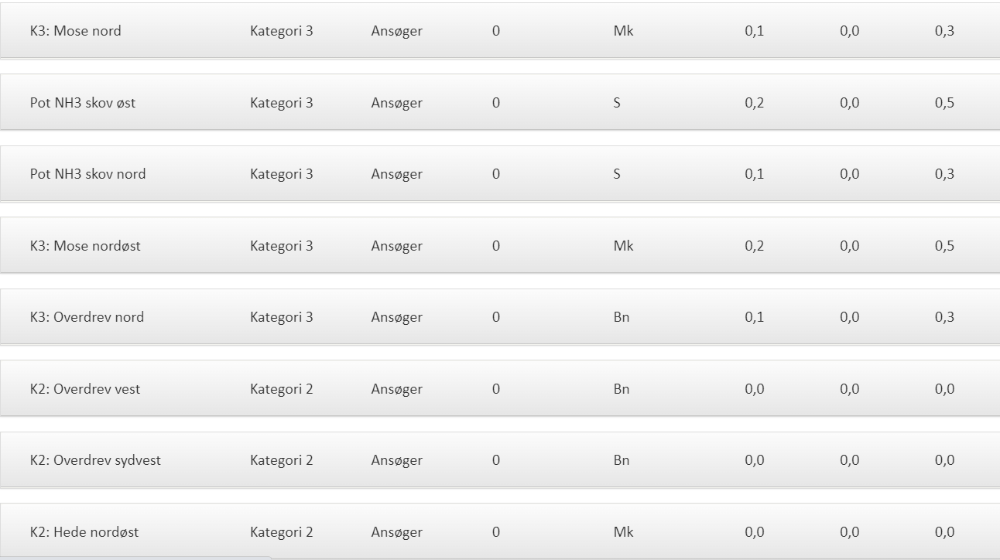 K3: Mose nord Kategori 3 Ansøger 0 Mk 0,1 0,0 0,3
Pot NH3 skov øst Kategori 3 Ansøger 0 S 0,2 0,0 0,5
Pot NH3 skov nord Kategori 3 Ansøger 0 S 0,1 0,0 0,3
K3: Mose nordøst Kategori 3 Ansøger 0 Mk 0,2 0,0 0,5
K3: Overdrev nord Kategori 3 Ansøger 0 Bn 0,1 0,0 0,3
K2: Overdrev vest Kategori 2 Ansøger 0 Bn 0,0 0,0 0,0
K2: Overdrev sydvest Kategori 2 Ansøger 0 Bn 0,0 0,0 0,0
K2: Hede nordøst Kategori 2 Ansøger 0 Mk 0,0 0,0 0,0